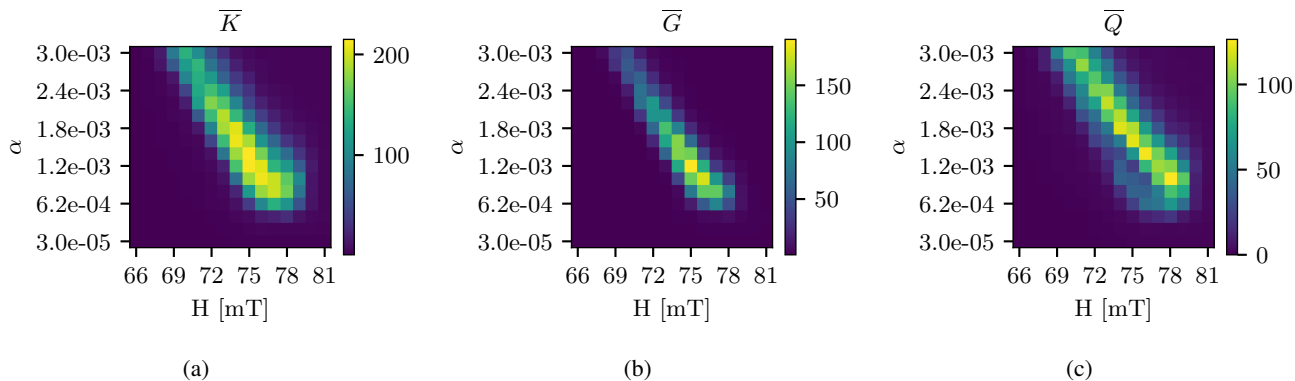 K̅
3.0e-03
2.4e-03
1.8e-03
1.2e-03
6.2e-04
3.0e-05
α
66 69 72 75 78 81
H [mT]
200
100
(a)
G̅
3.0e-03
2.4e-03
1.8e-03
1.2e-03
6.2e-04
3.0e-05
α
66 69 72 75 78 81
H [mT]
150
100
50
(b)
Q̅
3.0e-03
2.4e-03
1.8e-03
1.2e-03
6.2e-04
3.0e-05
α
66 69 72 75 78 81
H [mT]
100
50
0
(c)